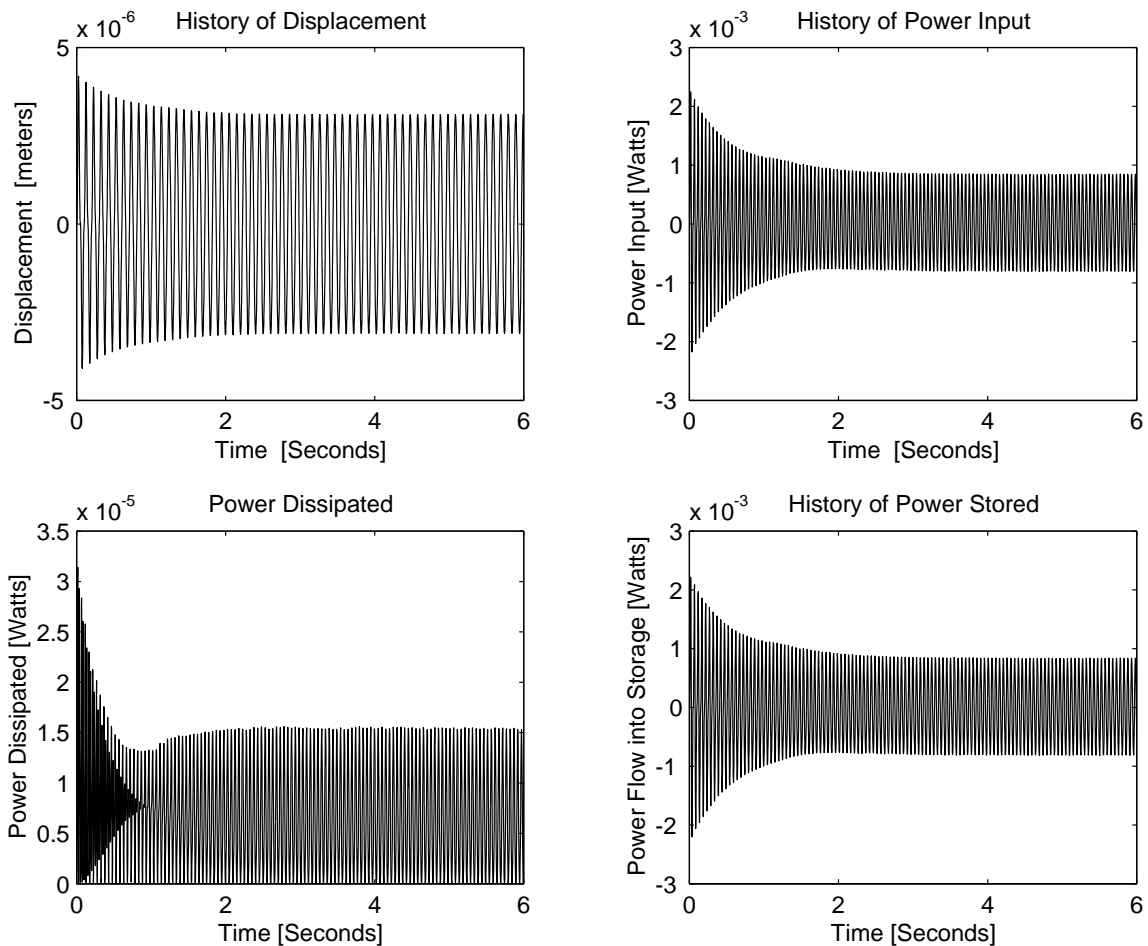 x 10^-6
History of Displacement
5
0
-5
Displacement [meters]
0 2 4 6
Time [Seconds]
x 10^-3
History of Power Input
3
2
1
0
-1
-2
-3
Power Input [Watts]
0 2 4 6
Time [Seconds]
x 10^-5
Power Dissipated
3.5
3
2.5
2
1.5
1
0.5
0
Power Dissipated [Watts]
0 2 4 6
Time [Seconds]
x 10^-3
History of Power Stored
3
2
1
0
-1
-2
-3
Power Flow into Storage [Watts]
0 2 4 6
Time [Seconds]